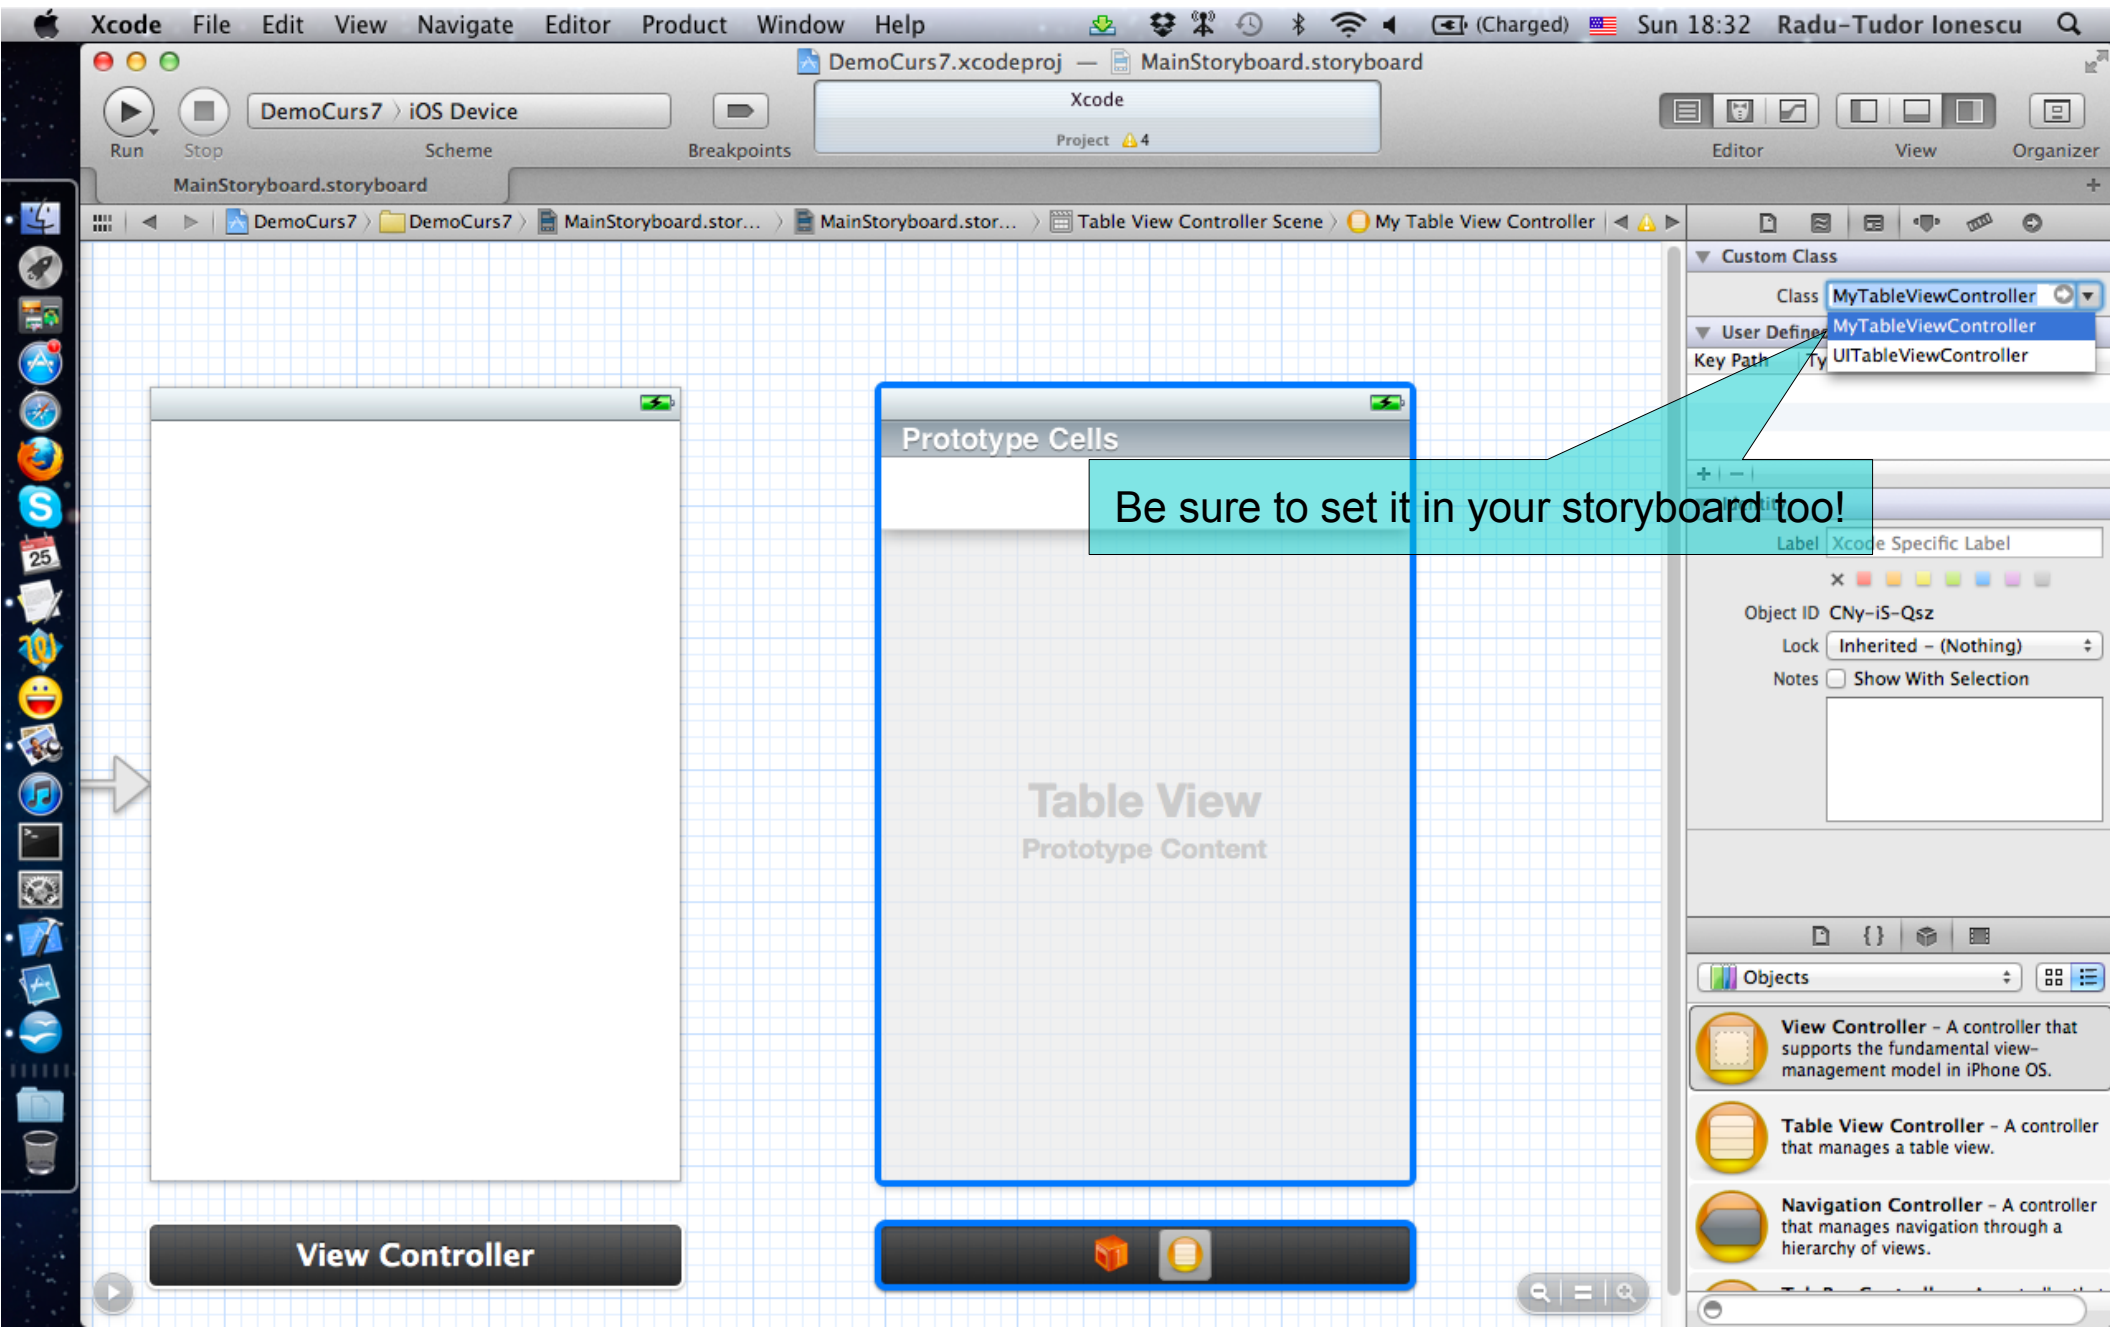 Xcode File Edit View Navigate Editor Product Window Help (Charged) Sun 18:32 Radu-Tudor Ionescu
DemoCurs7.xcodeproj — MainStoryboard.storyboard
DemoCurs7 iOS Device
Xcode
Project 4
Run Stop Scheme Breakpoints Editor View Organizer
MainStoryboard.storyboard
DemoCurs7 DemoCurs7 MainStoryboard.stor... MainStoryboard.stor... Table View Controller Scene My Table View Controller
Custom Class
Class MyTableViewController
MyTableViewController
UITableViewController
User Define
Key Path Ty
Prototype Cells
Be sure to set it in your storyboard too!
Identity
Label Xcode Specific Label
Object ID CNy-iS-Qsz
Lock Inherited - (Nothing)
Notes Show With Selection
Table View
Prototype Content
25
Objects
View Controller - A controller that
supports the fundamental view-
management model in iPhone OS.
Table View Controller - A controller
that manages a table view.
Navigation Controller - A controller
that manages navigation through a
hierarchy of views.
View Controller